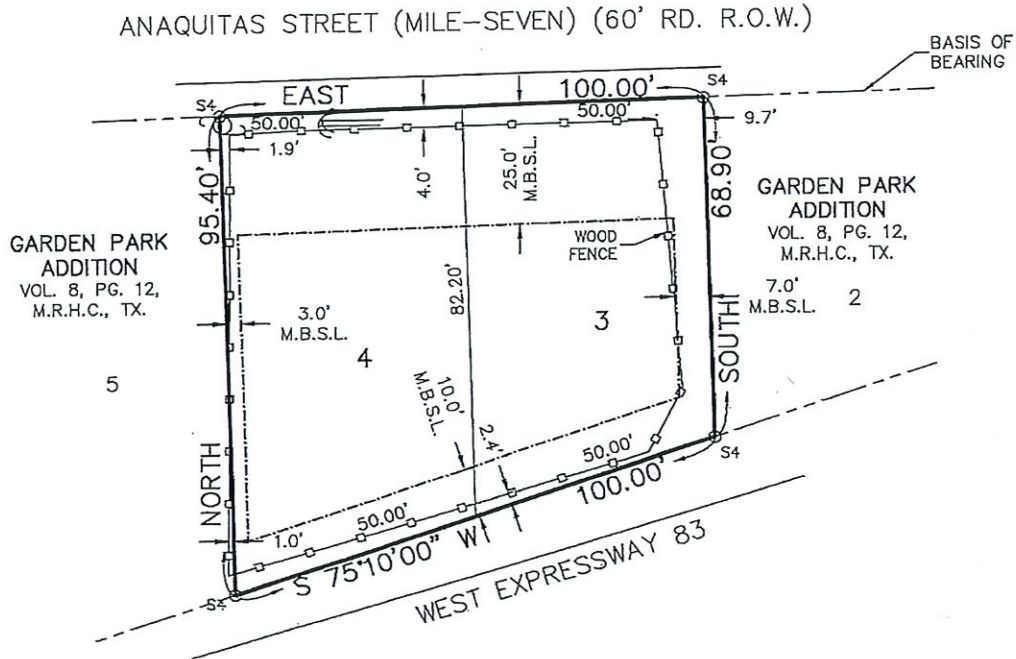 ANAQUITAS STREET (MILE-SEVEN) (60' RD. R.O.W.)
BASIS OF
BEARING
S4
EAST
100.00'
S4
50.00'
50.00'
9.7'
1.9'
4.0'
25.0'
M.B.S.L.
95.40'
68.90'
GARDEN PARK
ADDITION
VOL. 8, PG. 12,
M.R.H.C., TX.
GARDEN PARK
ADDITION
VOL. 8, PG. 12,
M.R.H.C., TX.
WOOD
FENCE
82.20'
3.0'
M.B.S.L.
7.0'
M.B.S.L.
2
3
4
5
10.0'
M.B.S.L.
2.4'
SOUTH
NORTH
50.00'
50.00'
100.00'
S4
1.0'
S 75°10'00" W
S4
WEST EXPRESSWAY 83